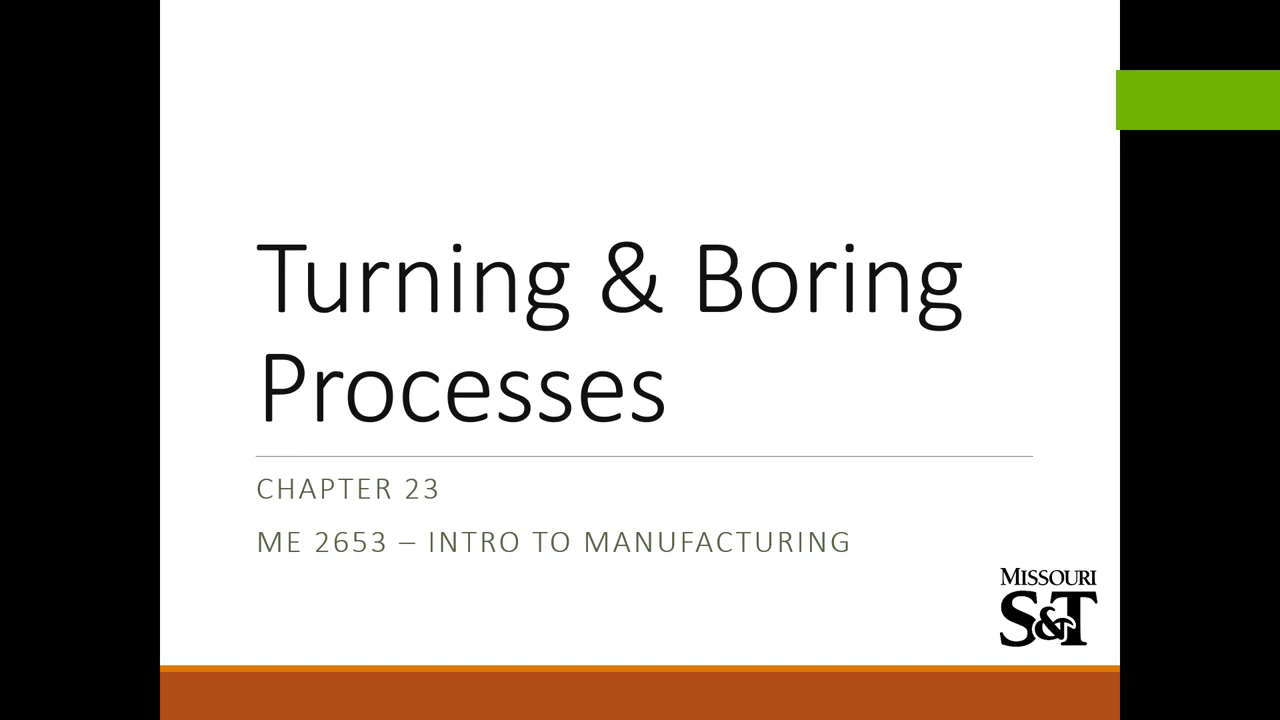 Turning & Boring
Processes
CHAPTER 23
ME 2653 – INTRO TO MANUFACTURING
MISSOURI
S&T